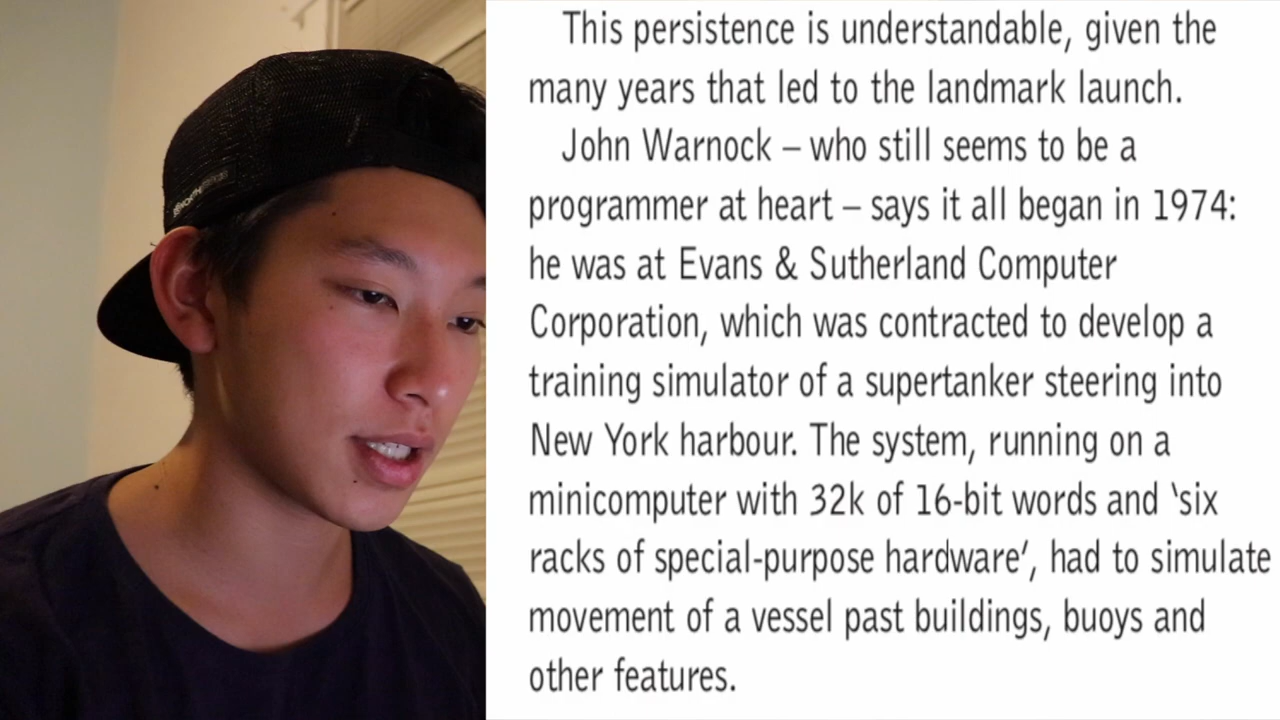 This persistence is understandable, given the
many years that led to the landmark launch.
John Warnock – who still seems to be a
programmer at heart – says it all began in 1974:
he was at Evans & Sutherland Computer
Corporation, which was contracted to develop a
training simulator of a supertanker steering into
New York harbour. The system, running on a
minicomputer with 32k of 16-bit words and ‘six
racks of special-purpose hardware’, had to simulate
movement of a vessel past buildings, buoys and
other features.